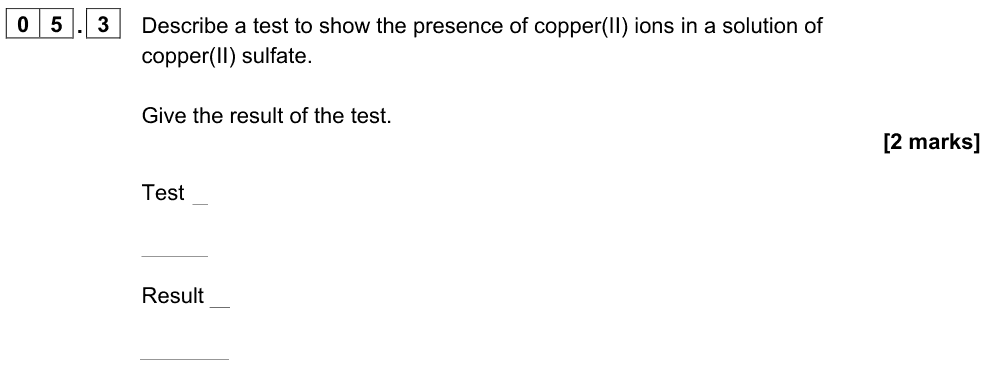 0 5 . 3 Describe a test to show the presence of copper(II) ions in a solution of
copper(II) sulfate.
Give the result of the test.
[2 marks]
Test
Result